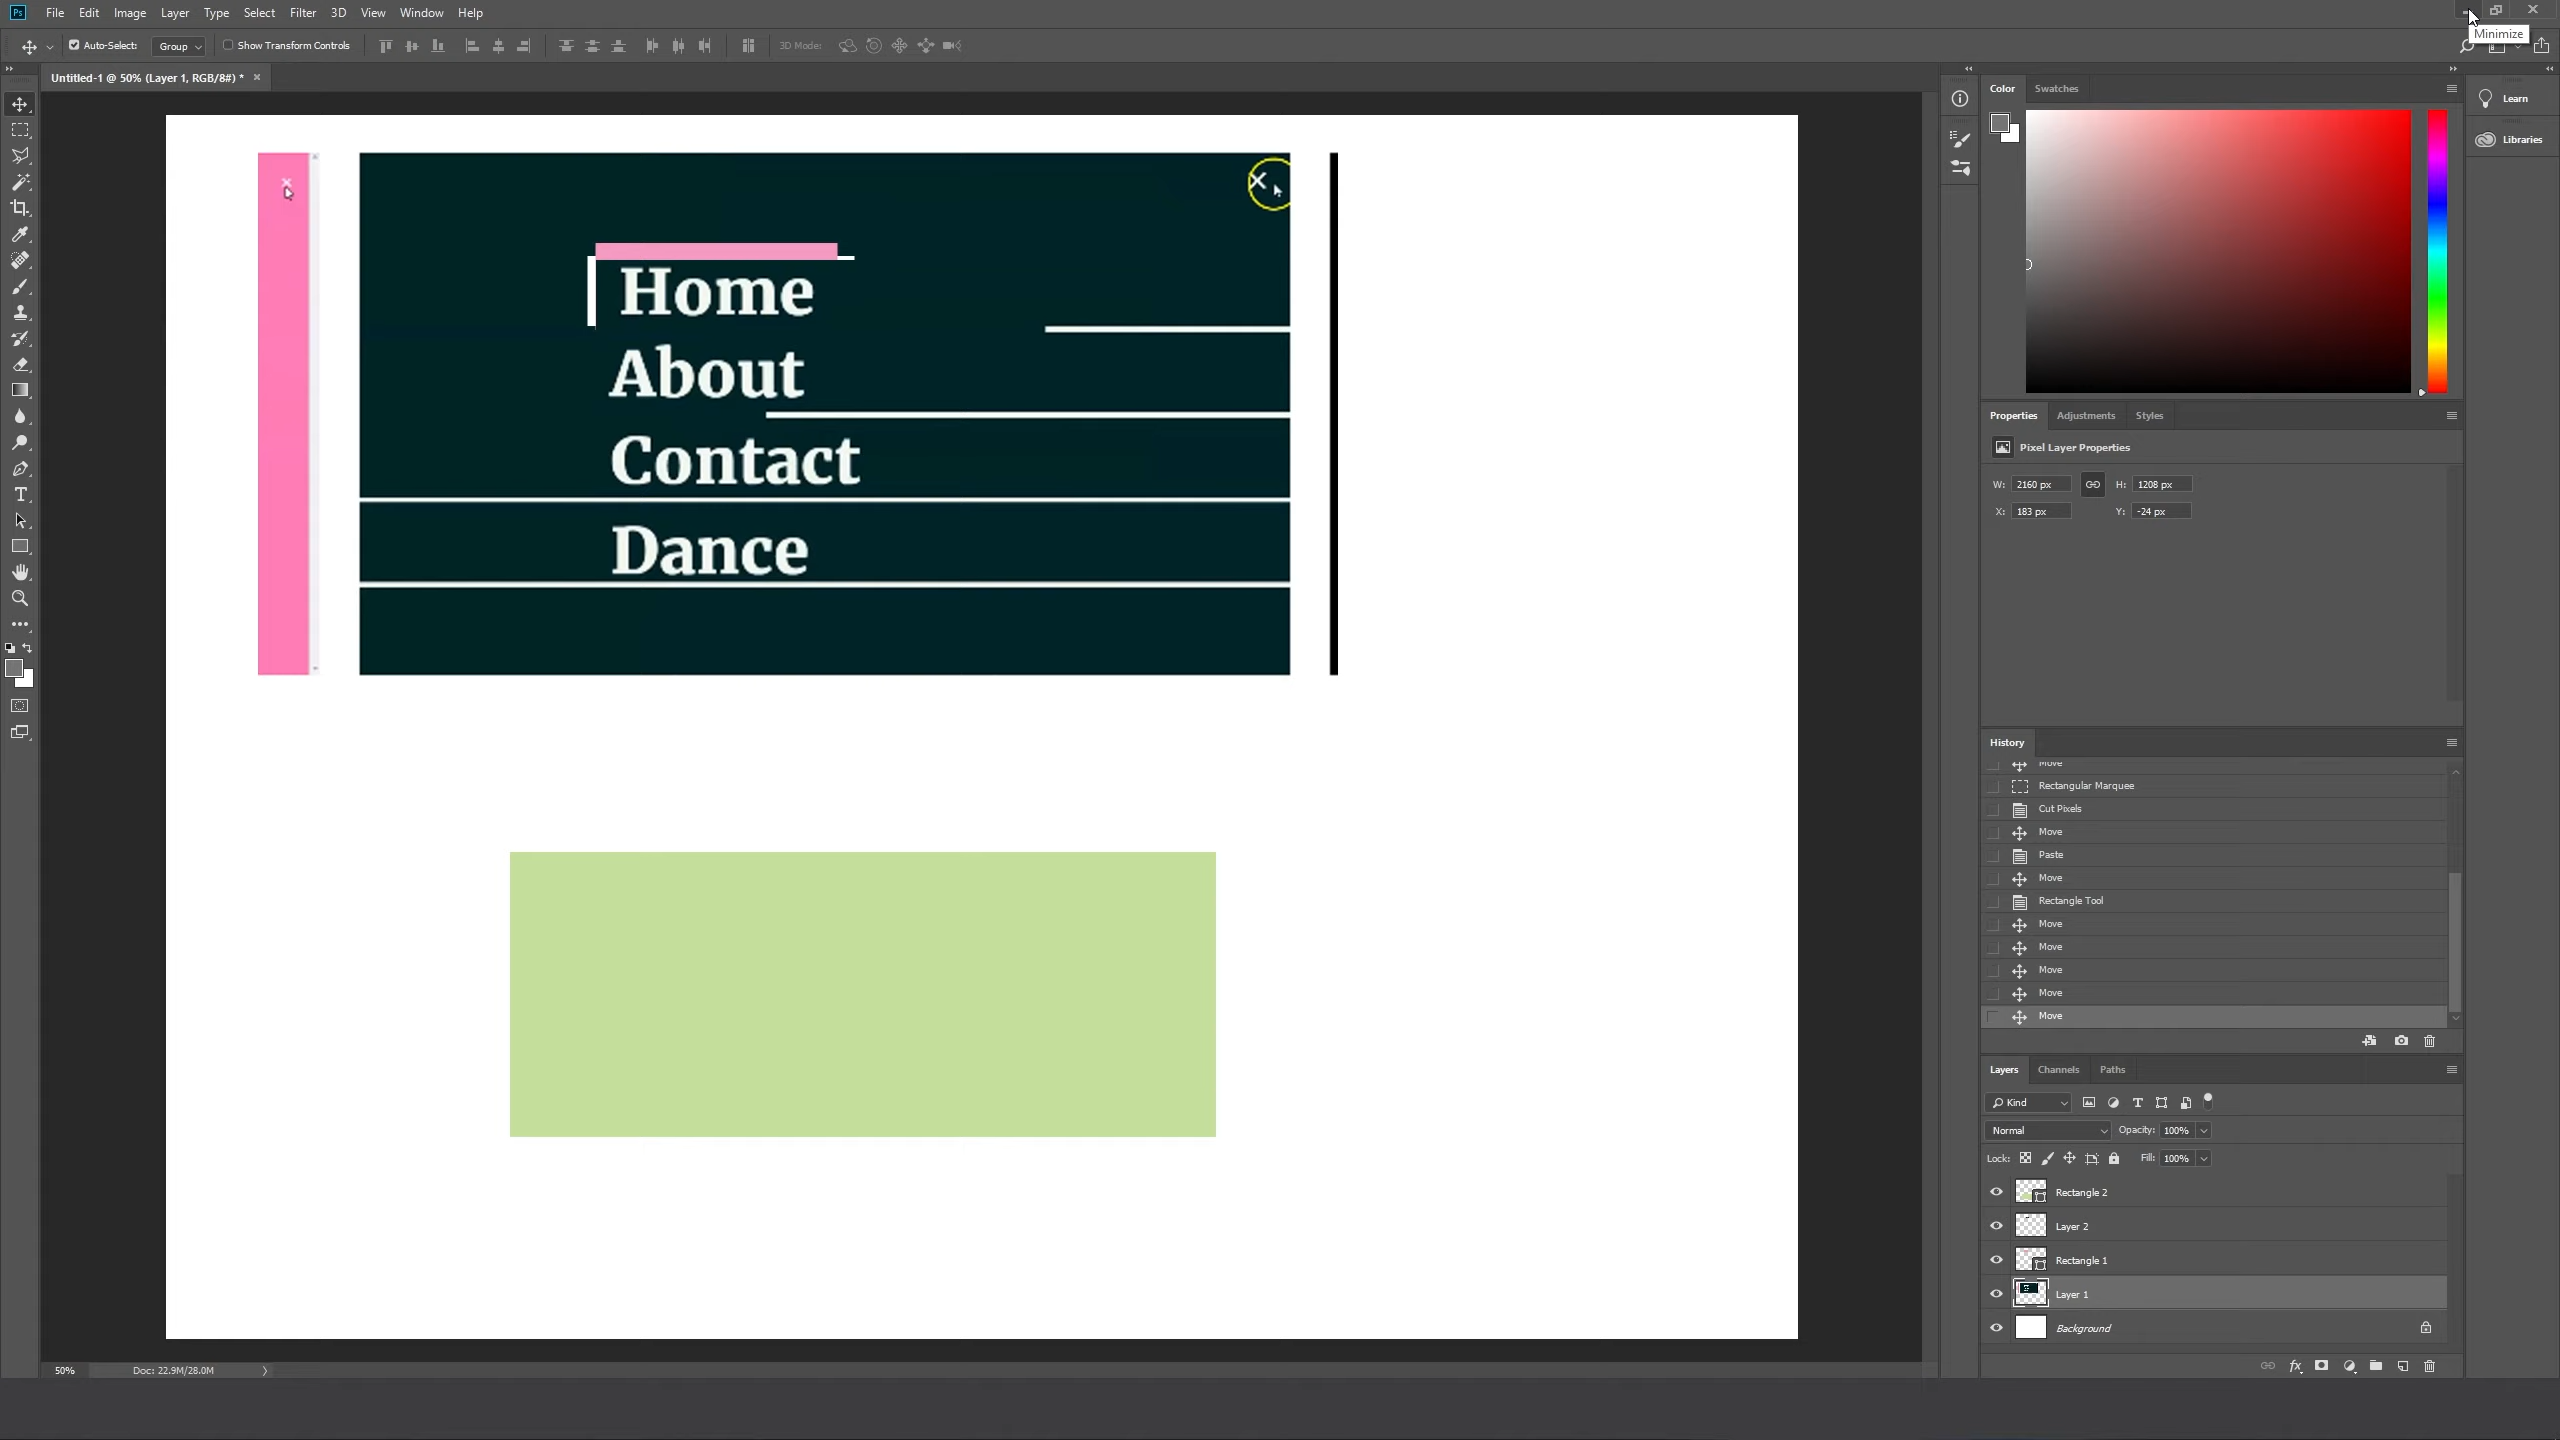 Ps File Edit Image Layer Type Select Filter 3D View Window Help
Minimize
Auto-Select: Group Show Transform Controls 3D Mode:
Untitled-1 @ 50% (Layer 1, RGB/8#) * ×
Home
About
Contact
Dance
50% Doc: 22.9M/28.0M
Color Swatches
Learn
Libraries
Properties Adjustments Styles
Pixel Layer Properties
W: 2160 px H: 1208 px
X: 183 px Y: -24 px
History
Move
Rectangular Marquee
Cut Pixels
Move
Paste
Move
Rectangle Tool
Move
Move
Move
Move
Move
Layers Channels Paths
Kind
Normal Opacity: 100%
Lock: Fill: 100%
Rectangle 2
Layer 2
Rectangle 1
Layer 1
Background